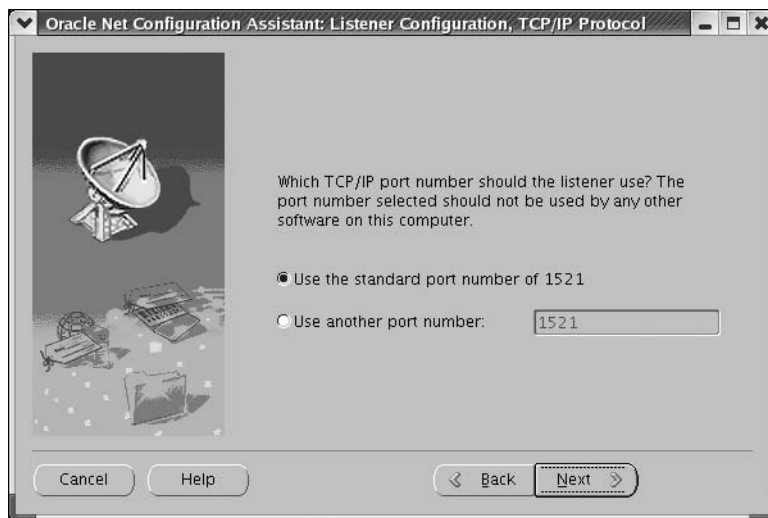 Oracle Net Configuration Assistant: Listener Configuration, TCP/IP Protocol
Which TCP/IP port number should the listener use? The
port number selected should not be used by any other
software on this computer.
Use the standard port number of 1521
Use another port number: 1521
Cancel Help Back Next